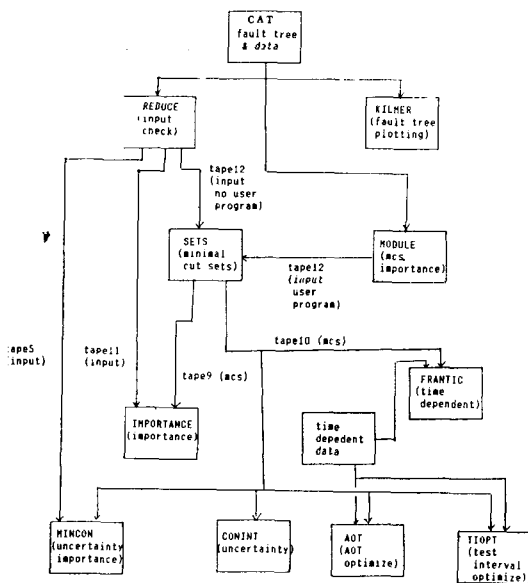 CAT
fault tree
& data
REDUCE
(input
check)
KILMER
(fault tree
plotting)
tape12
(input
no user
program)
SETS
(minimal
cut sets)
MODULE
(mcs
importance)
tape12
(input
user
program)
tape5
(input)
tape11
(input)
tape9 (mcs)
tape10 (mcs)
FRANTIC
(time
dependent)
IMPORTANCE
(importance)
time
depedent
data
MINCON
(uncertainty
importance)
CONINT
(uncertainty)
AOT
(AOT
optimize)
TIOPT
(test
interval
optimize)